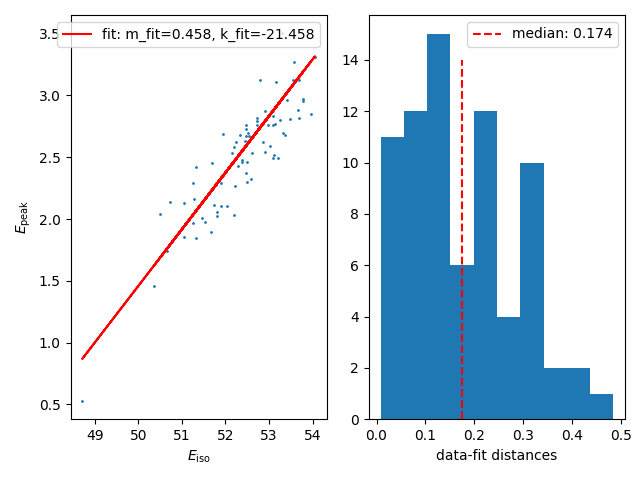 fit: m_fit=0.458, k_fit=-21.458
3.5
3.0
2.5
2.0
1.5
1.0
0.5
E_peak
49 50 51 52 53 54
E_iso
median: 0.174
14
12
10
8
6
4
2
0
0.0 0.1 0.2 0.3 0.4 0.5
data-fit distances